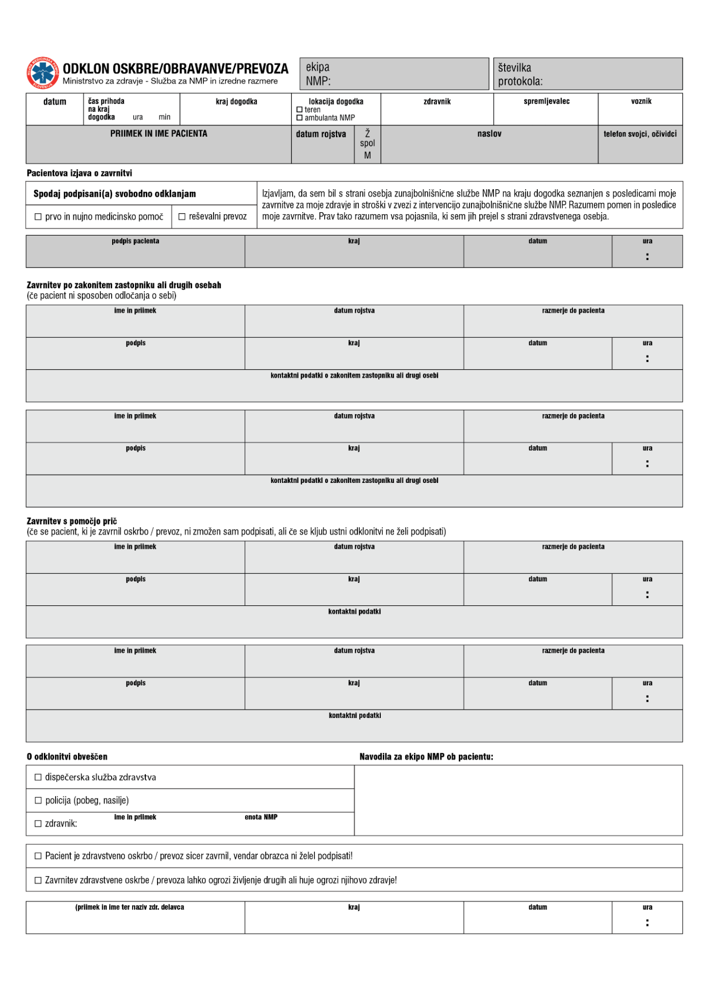 NUJNA MEDICINSKA POMOČ
SLOVENIJA
ODKLON OSKBRE/OBRAVANVE/PREVOZA
Ministrstvo za zdravje - Služba za NMP in izredne razmere
ekipa
NMP:
številka
protokola:
datum
čas prihoda
na kraj
dogodka ura min
kraj dogodka
lokacija dogodka
teren
ambulanta NMP
zdravnik
spremljevalec
voznik
PRIIMEK IN IME PACIENTA
datum rojstva
Ž
spol
M
naslov
telefon svojci, očividci
Pacientova izjava o zavrnitvi
Spodaj podpisani(a) svobodno odklanjam
prvo in nujno medicinsko pomoč
reševalni prevoz
Izjavljam, da sem bil s strani osebja zunajbolnišnične službe NMP na kraju dogodka seznanjen s posledicami moje
zavrnitve za moje zdravje in stroški v zvezi z intervencijo zunajbolnišnične službe NMP. Razumem pomen in posledice
moje zavrnitve. Prav tako razumem vsa pojasnila, ki sem jih prejel s strani zdravstvenega osebja.
podpis pacienta kraj datum ura
:
Zavrnitev po zakonitem zastopniku ali drugih osebah
(če pacient ni sposoben odločanja o sebi)
ime in priimek datum rojstva razmerje do pacienta
podpis kraj datum ura
:
kontaktni podatki o zakonitem zastopniku ali drugi osebi
ime in priimek datum rojstva razmerje do pacienta
podpis kraj datum ura
:
kontaktni podatki o zakonitem zastopniku ali drugi osebi
Zavrnitev s pomočjo prič
(če se pacient, ki je zavrnil oskrbo / prevoz, ni zmožen sam podpisati, ali če se kljub ustni odklonitvi ne želi podpisati)
ime in priimek datum rojstva razmerje do pacienta
podpis kraj datum ura
:
kontaktni podatki
ime in priimek datum rojstva razmerje do pacienta
podpis kraj datum ura
:
kontaktni podatki
O odklonitvi obveščen
dispečerska služba zdravstva
policija (pobeg, nasilje)
ime in priimek enota NMP
zdravnik:
Navodila za ekipo NMP ob pacientu:
Pacient je zdravstveno oskrbo / prevoz sicer zavrnil, vendar obrazca ni želel podpisati!
Zavrnitev zdravstvene oskrbe / prevoza lahko ogrozi življenje drugih ali huje ogrozi njihovo zdravje!
(priimek in ime ter naziv zdr. delavca kraj datum ura
: